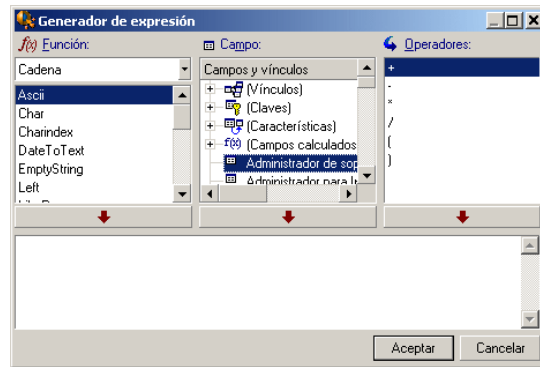 Generador de expresión
f(x) Función:
Cadena
Ascii
Char
Charindex
DateToText
EmptyString
Left
Campo:
Campos y vínculos
(Vínculos)
(Claves)
(Características)
f(x) (Campos calculados
Administrador de sop
Administrador para I
Operadores:
+
-
*
/
(
)
Aceptar
Cancelar